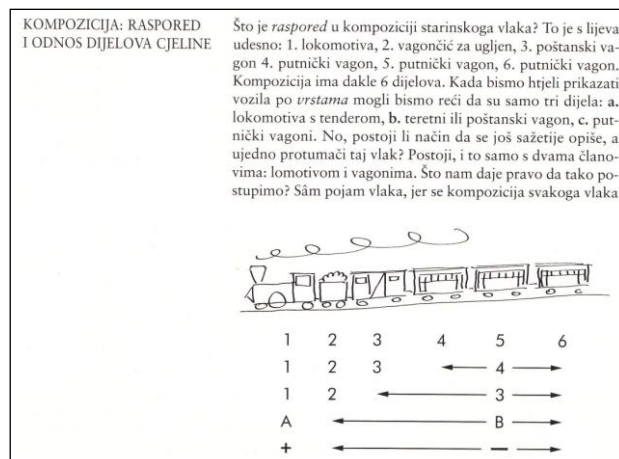 KOMPOZICIJA: RASPORED
I ODNOS DIJELOVA CJELINE
Što je raspored u kompoziciji starinskoga vlaka? To je s lijeva
udesno: 1. lokomotiva, 2. vagončić za ugljen, 3. poštanski va-
gon 4. putnički vagon, 5. putnički vagon, 6. putnički vagon.
Kompozicija ima dakle 6 dijelova. Kada bismo htjeli prikazati
vozila po vrstama mogli bismo reći da su samo tri dijela: a.
lokomotiva s tenderom, b. teretni ili poštanski vagon, c. put-
nički vagoni. No, postoji li način da se još sažetije opiše, a
ujedno protumači taj vlak? Postoji, i to samo s dvama člano-
vima: lomotivom i vagonima. Što nam daje pravo da tako po-
stupimo? Sâm pojam vlaka, jer se kompozicija svakoga vlaka
1 2 3 4 5 6
1 2 3 4
1 2 3
A B
+ −